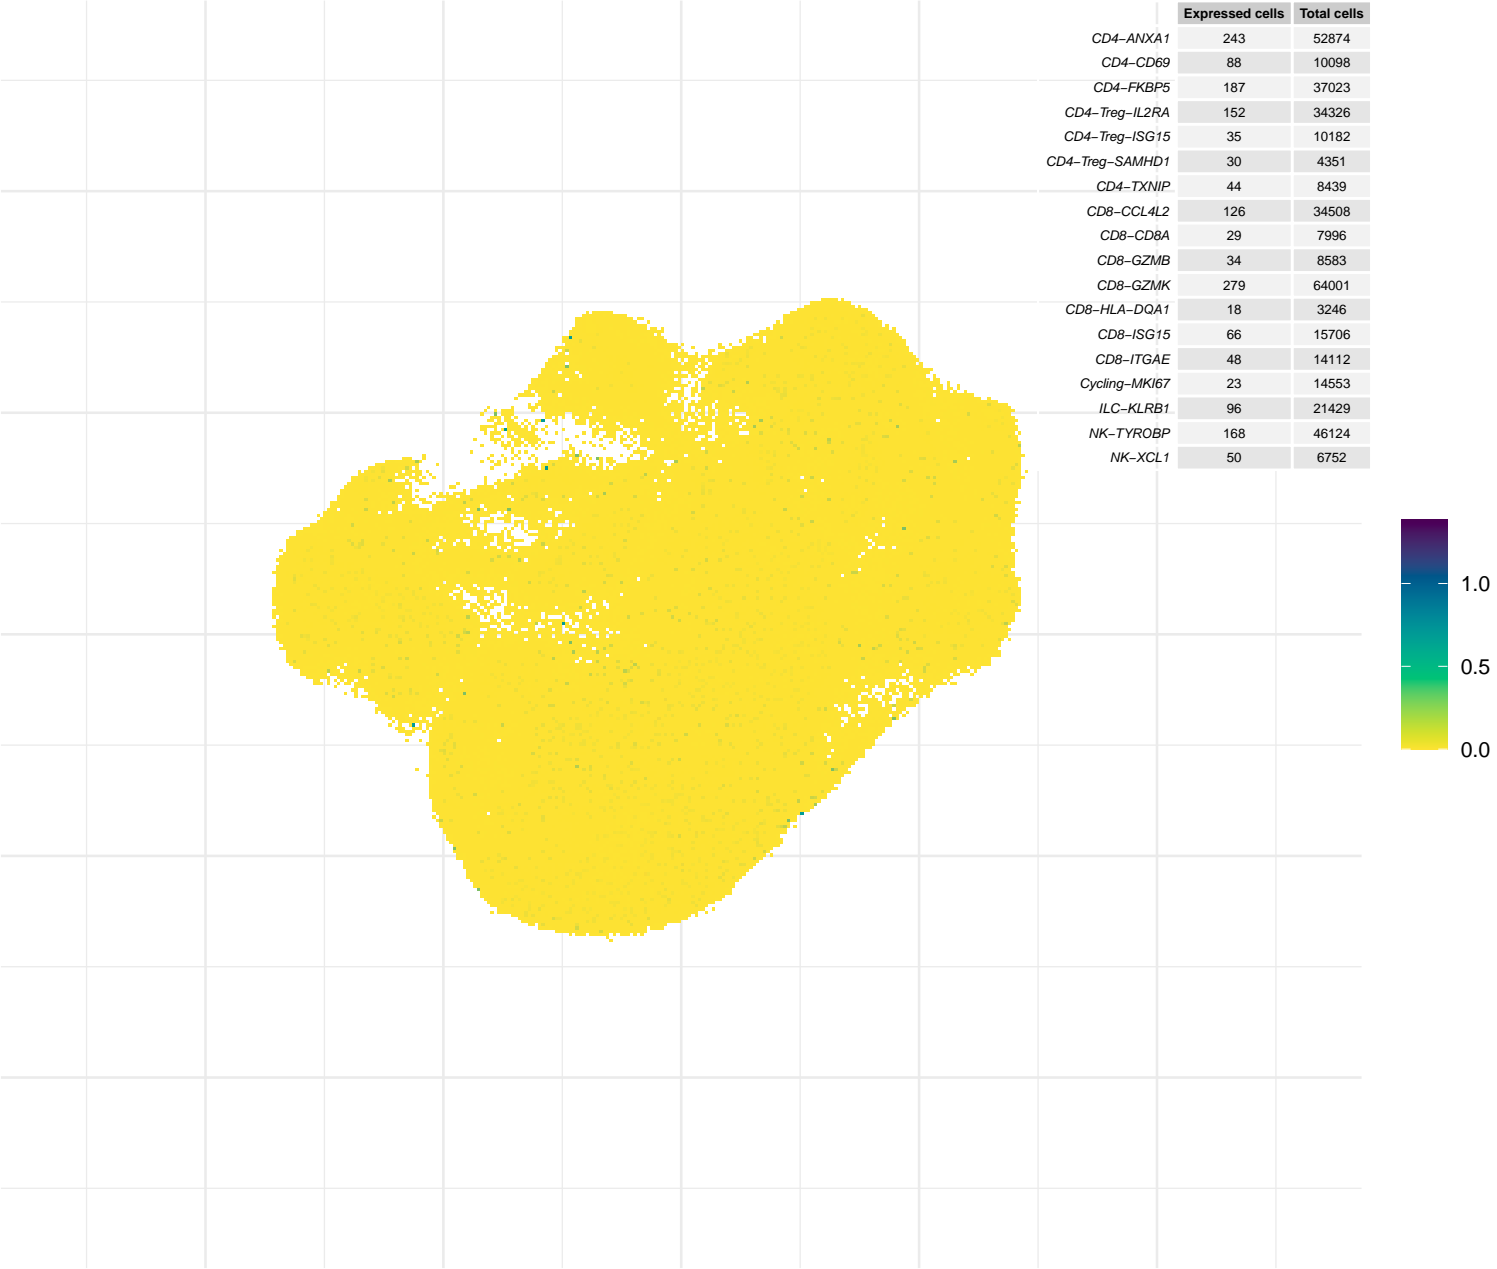 Expressed cells Total cells
CD4−ANXA1 243 52874
CD4−CD69 88 10098
CD4−FKBP5 187 37023
CD4−Treg−IL2RA 152 34326
CD4−Treg−ISG15 35 10182
CD4−Treg−SAMHD1 30 4351
CD4−TXNIP 44 8439
CD8−CCL4L2 126 34508
CD8−CD8A 29 7996
CD8−GZMB 34 8583
CD8−GZMK 279 64001
CD8−HLA−DQA1 18 3246
CD8−ISG15 66 15706
CD8−ITGAE 48 14112
Cycling−MKI67 23 14553
ILC−KLRB1 96 21429
NK−TYROBP 168 46124
NK−XCL1 50 6752
1.0
0.5
0.0